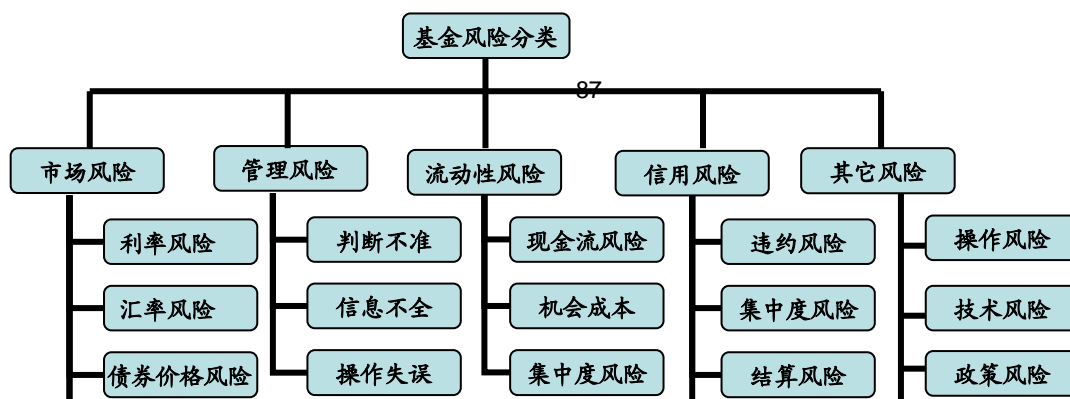 基金风险分类
87
市场风险
管理风险
流动性风险
信用风险
其它风险
利率风险
判断不准
现金流风险
违约风险
操作风险
汇率风险
信息不全
机会成本
集中度风险
技术风险
债券价格风险
操作失误
集中度风险
结算风险
政策风险